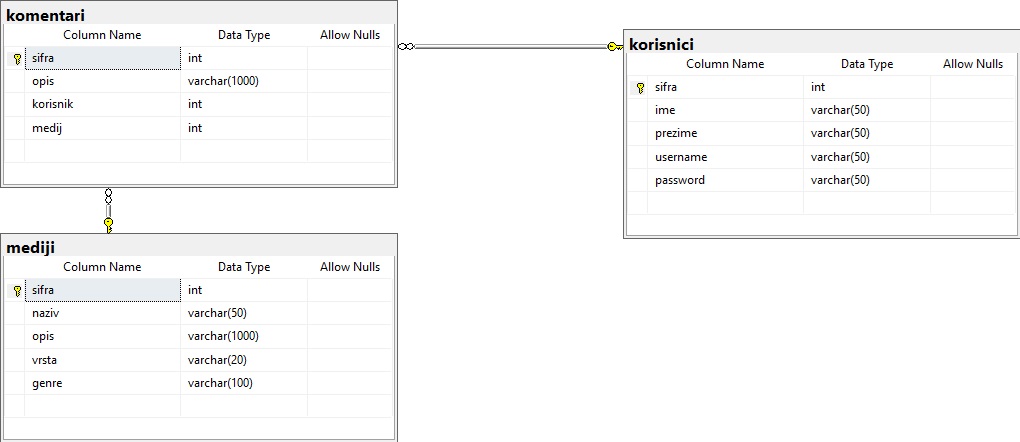 komentari
Column Name Data Type Allow Nulls
sifra int
opis varchar(1000)
korisnik int
medij int
korisnici
Column Name Data Type Allow Nulls
sifra int
ime varchar(50)
prezime varchar(50)
username varchar(50)
password varchar(50)
mediji
Column Name Data Type Allow Nulls
sifra int
naziv varchar(50)
opis varchar(1000)
vrsta varchar(20)
genre varchar(100)